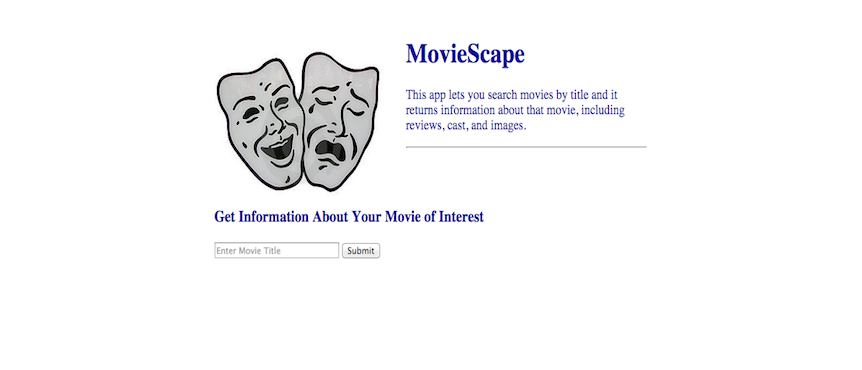 MovieScape
This app lets you search movies by title and it
returns information about that movie, including
reviews, cast, and images.
Get Information About Your Movie of Interest
Enter Movie Title
Submit